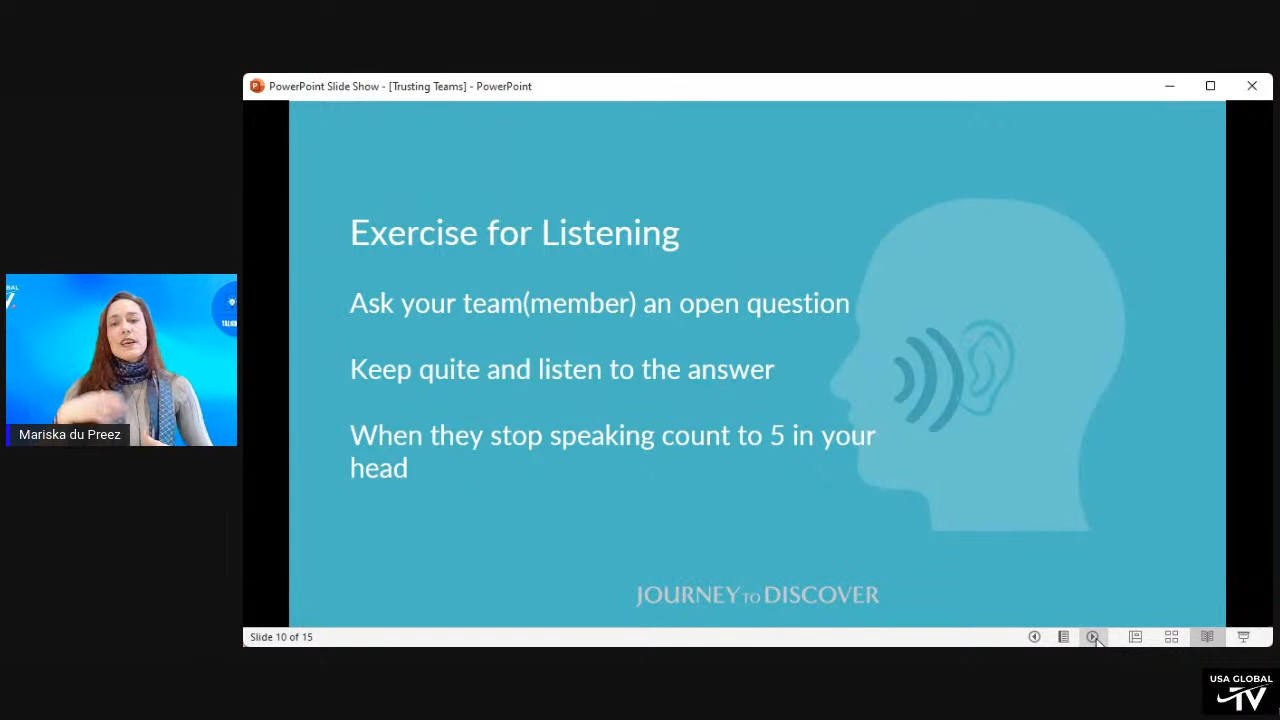 PowerPoint Slide Show - [Trusting Teams] - PowerPoint
Exercise for Listening
Ask your team(member) an open question
Keep quite and listen to the answer
When they stop speaking count to 5 in your
head
JOURNEY TO DISCOVER
Mariska du Preez
Slide 10 of 15
USA GLOBAL
TV